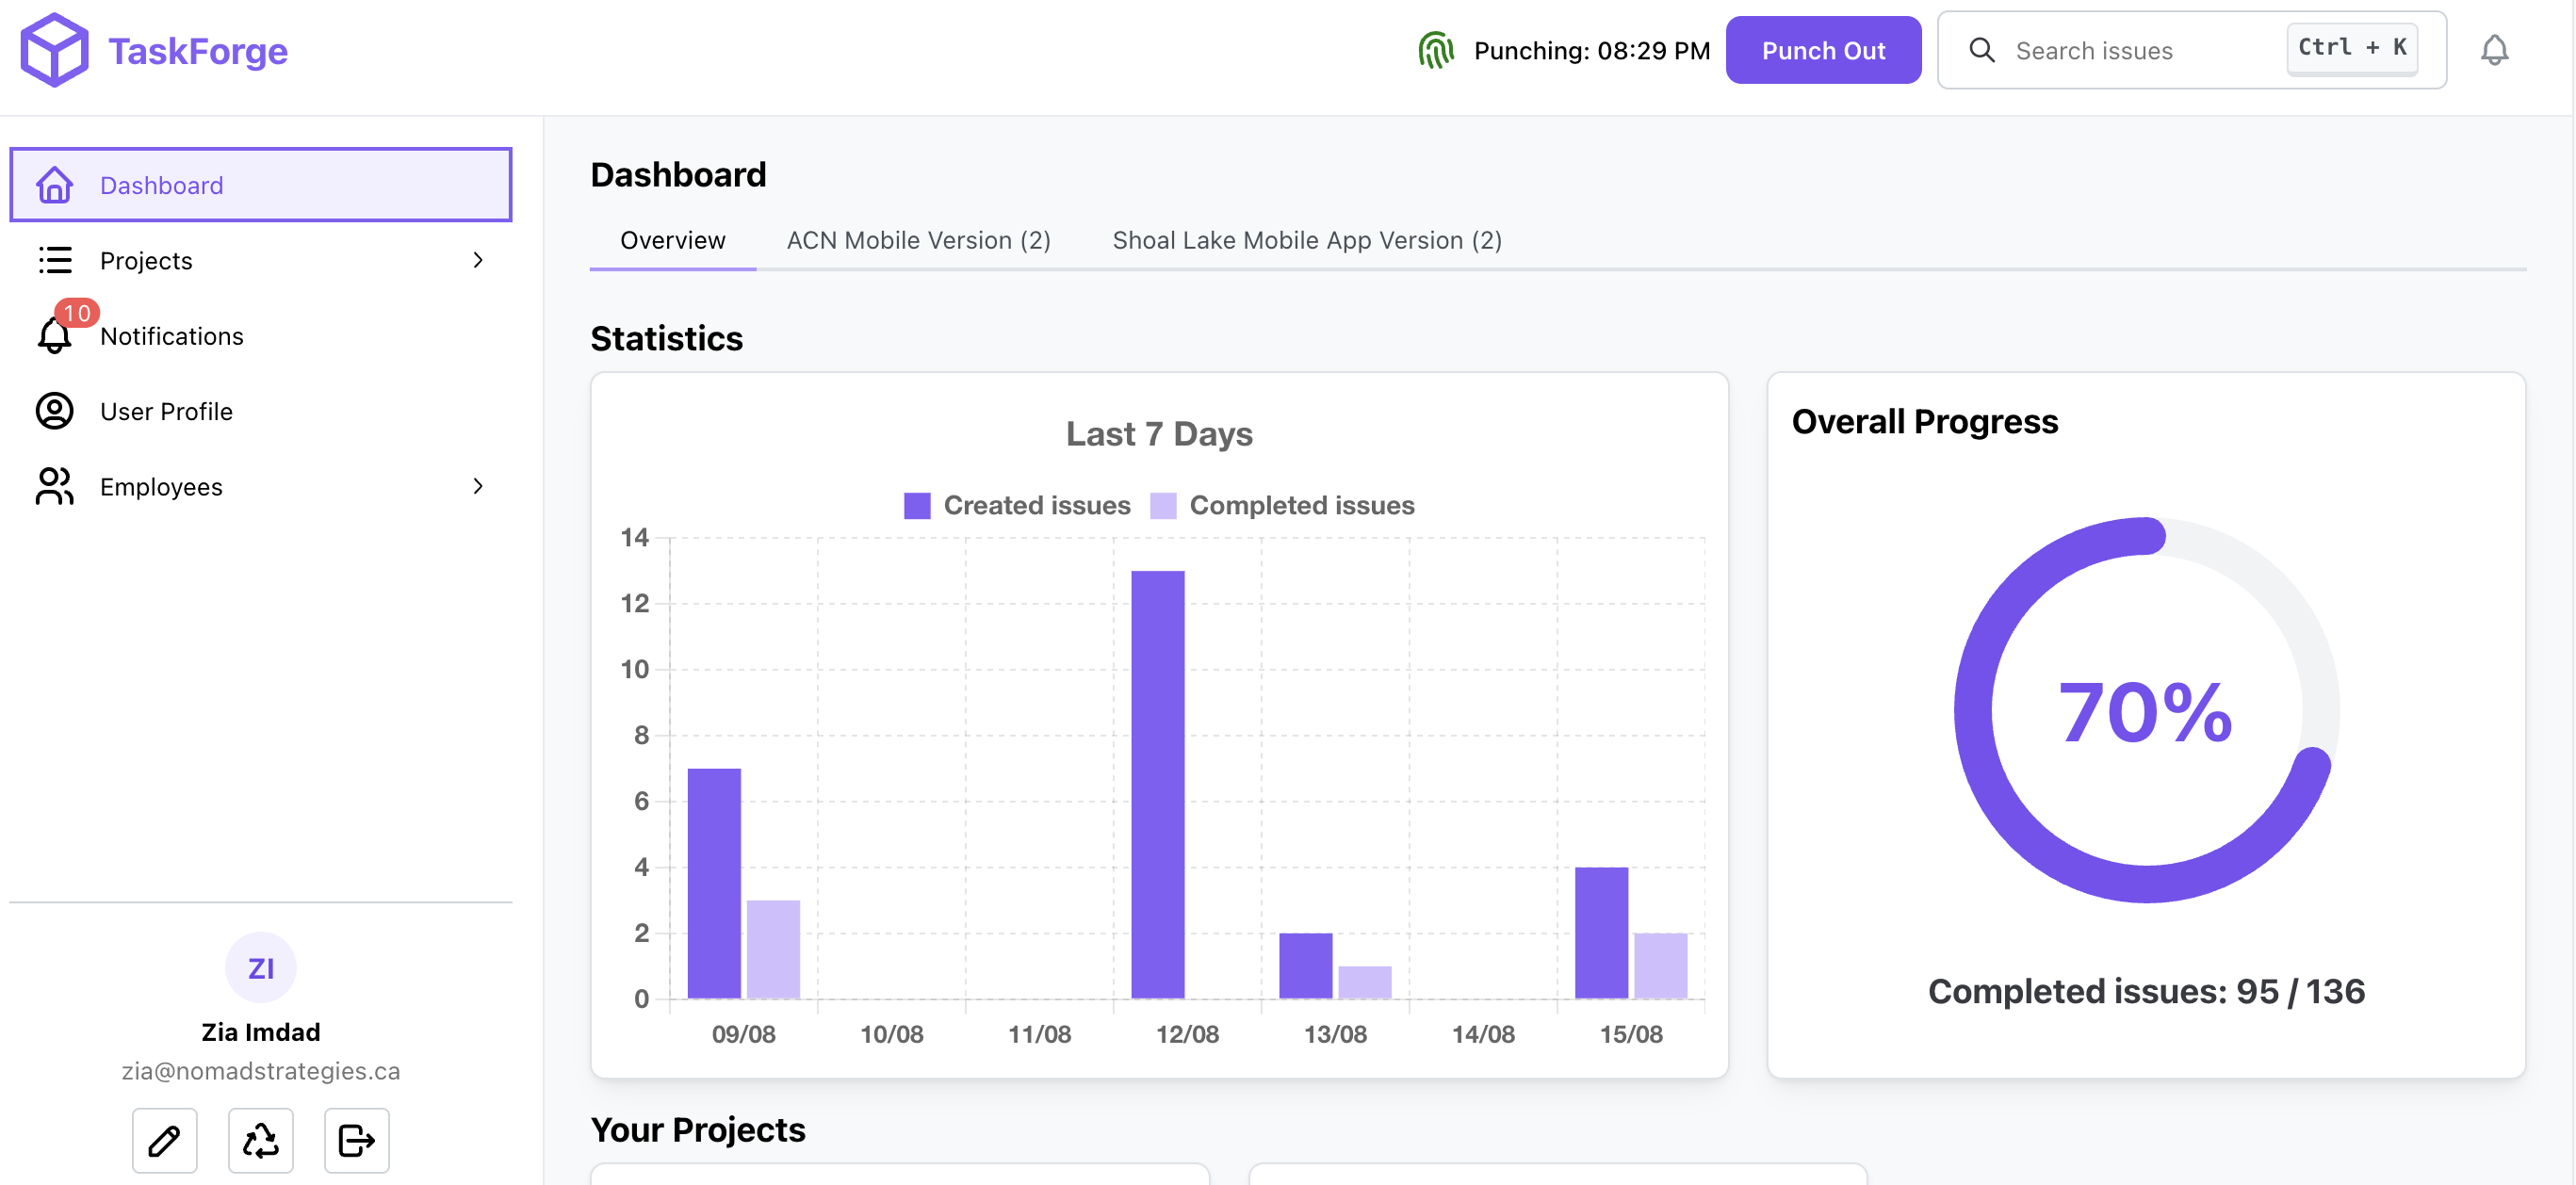 TaskForge
Punching: 08:29 PM
Punch Out
Search issues
Ctrl + K
Dashboard
Projects
10
Notifications
User Profile
Employees
ZI
Zia Imdad
zia@nomadstrategies.ca
Dashboard
Overview
ACN Mobile Version (2)
Shoal Lake Mobile App Version (2)
Statistics
Last 7 Days
Created issues
Completed issues
14
12
10
8
6
4
2
0
09/08
10/08
11/08
12/08
13/08
14/08
15/08
Overall Progress
70%
Completed issues: 95 / 136
Your Projects